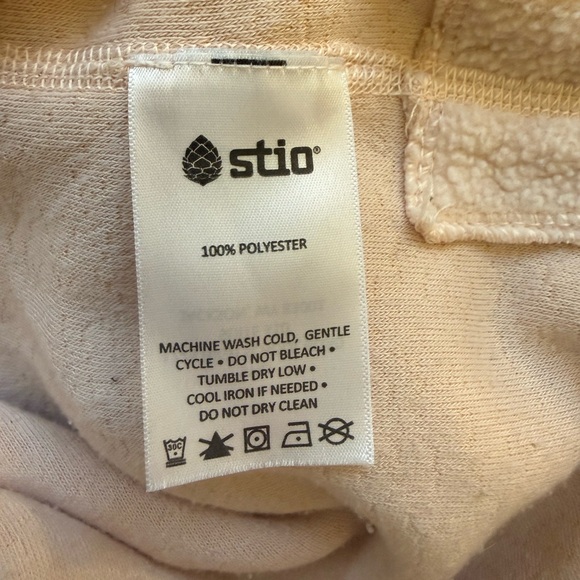 stio®
100% POLYESTER
MACHINE WASH COLD, GENTLE
CYCLE • DO NOT BLEACH •
TUMBLE DRY LOW •
COOL IRON IF NEEDED •
DO NOT DRY CLEAN
30C